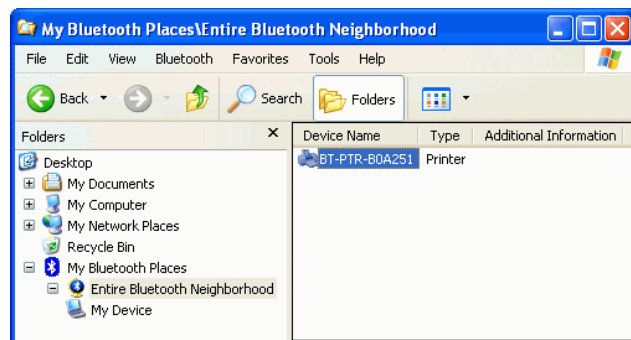 My Bluetooth Places\Entire Bluetooth Neighborhood
File Edit View Bluetooth Favorites Tools Help
Back Search Folders
Folders × Device Name Type Additional Information
Desktop BT-PTR-B0A251 Printer
My Documents
My Computer
My Network Places
Recycle Bin
My Bluetooth Places
Entire Bluetooth Neighborhood
My Device